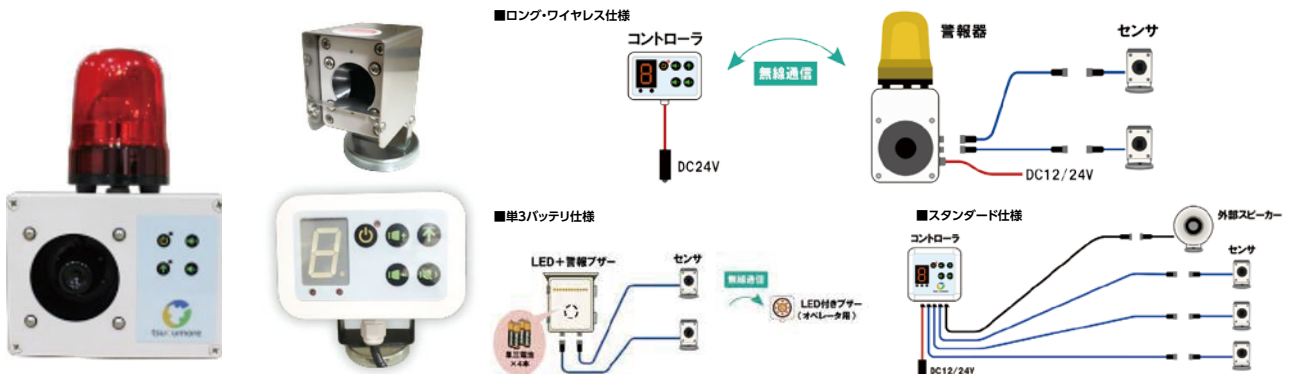 ■ロング・ワイヤレス仕様
コントローラ
無線通信
警報器
センサ
DC24V
DC12/24V
■単3バッテリ仕様
LED+警報ブザー
センサ
単三電池
×4本
無線通信
LED付きブザー
(オペレータ用)
■スタンダード仕様
コントローラ
外部スピーカー
センサ
DC12/24V